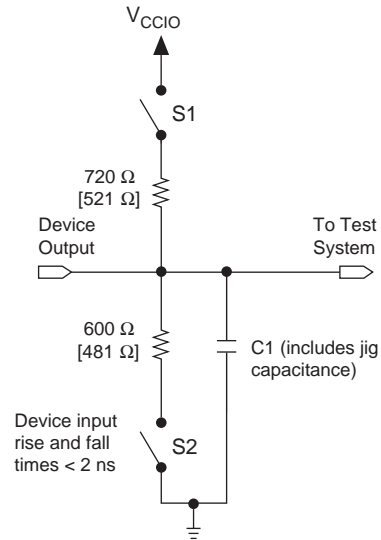 V_CCIO
S1
720 Ω
[521 Ω]
Device
Output
To Test
System
600 Ω
[481 Ω]
C1 (includes jig
capacitance)
Device input
rise and fall
times < 2 ns
S2